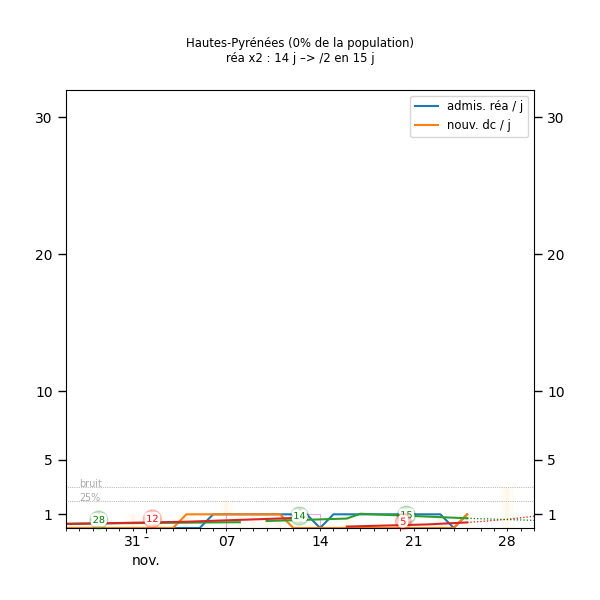 Hautes-Pyrénées (0% de la population)
réa x2 : 14 j –> /2 en 15 j
admis. réa / j
nouv. dc / j
30 30
20 20
10 10
5 5
bruit
25%
1 1
28 12 14 15 5
31 - 07 14 21 28
nov.